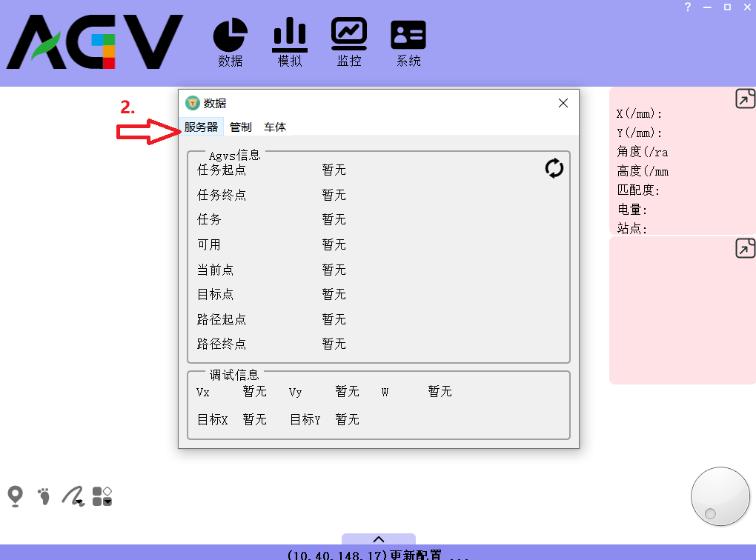 AGV
数据
模拟
监控
系统
2.
数据
服务器 管制 车体
Agvs信息
任务起点 暂无
任务终点 暂无
任务 暂无
可用 暂无
当前点 暂无
目标点 暂无
路径起点 暂无
路径终点 暂无
调试信息
Vx 暂无 Vy 暂无 W 暂无
目标X 暂无 目标Y 暂无
X(/mm):
Y(/mm):
角度(/ra
高度(/mm
匹配度:
电量:
站点:
(10.40.148.17)更新配置 ...